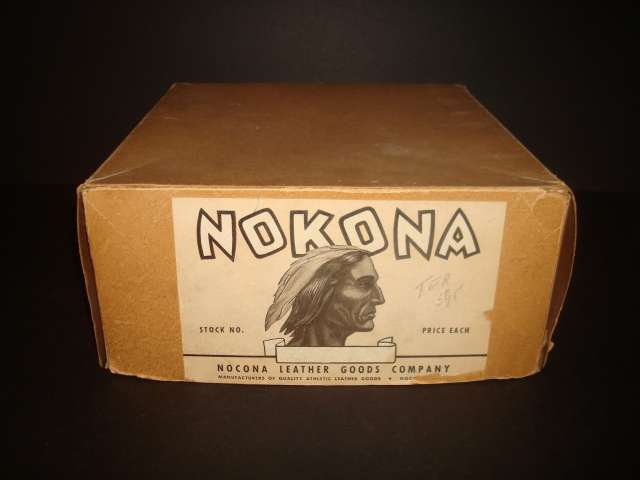 NOKONA
STOCK NO.
PRICE EACH
NOCONA LEATHER GOODS COMPANY
MANUFACTURERS OF QUALITY ATHLETIC LEATHER GOODS •